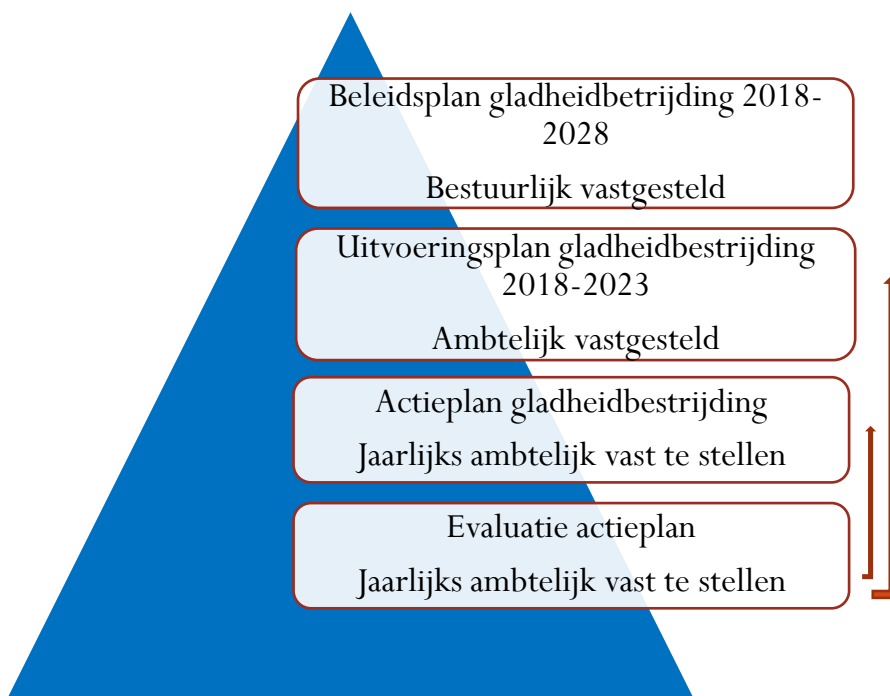 Beleidsplan gladheidbetrijding 2018-
2028
Bestuurlijk vastgesteld
Uitvoeringsplan gladheidbestrijding
2018-2023
Ambtelijk vastgesteld
Actieplan gladheidbestrijding
Jaarlijks ambtelijk vast te stellen
Evaluatie actieplan
Jaarlijks ambtelijk vast te stellen